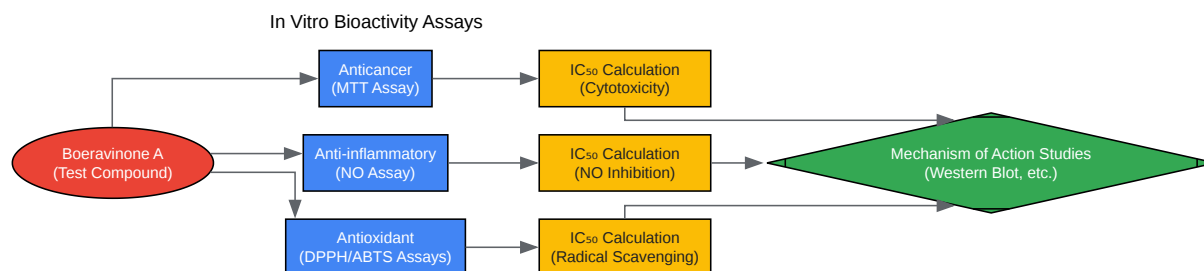 In Vitro Bioactivity Assays
Anticancer
(MTT Assay)
IC₅₀ Calculation
(Cytotoxicity)
Boeravinone A
(Test Compound)
Anti-inflammatory
(NO Assay)
IC₅₀ Calculation
(NO Inhibition)
Mechanism of Action Studies
(Western Blot, etc.)
Antioxidant
(DPPH/ABTS Assays)
IC₅₀ Calculation
(Radical Scavenging)